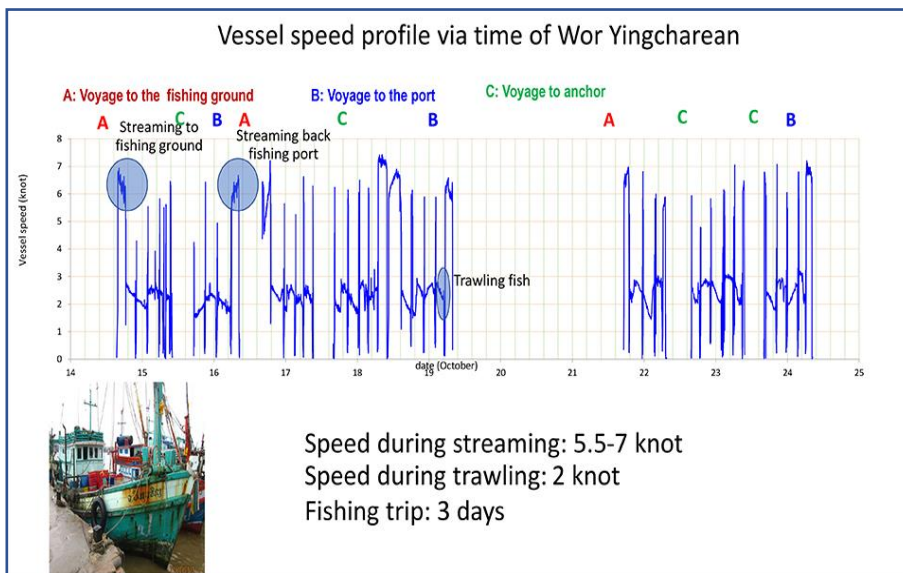 Vessel speed profile via time of Wor Yingcharean
A: Voyage to the fishing ground B: Voyage to the port C: Voyage to anchor
A C B A C B A C C B
Streaming to
fishing ground
Streaming back
fishing port
Trawling fish
Vessel speed (knot)
8
7
6
5
4
3
2
1
0
14 15 16 17 18 19 20 21 22 23 24 25
date (October)
Speed during streaming: 5.5-7 knot
Speed during trawling: 2 knot
Fishing trip: 3 days